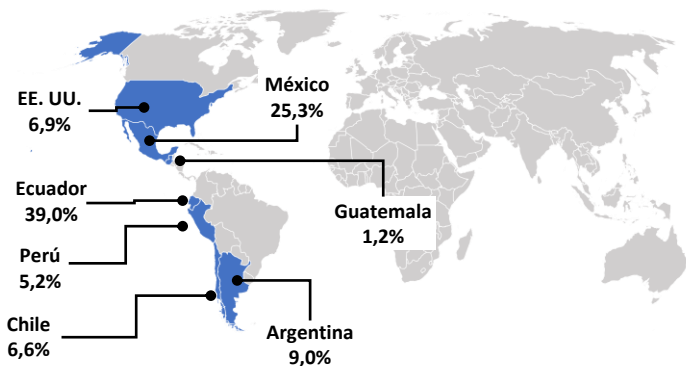 EE. UU.
6,9%
México
25,3%
Ecuador
39,0%
Guatemala
1,2%
Perú
5,2%
Chile
6,6%
Argentina
9,0%